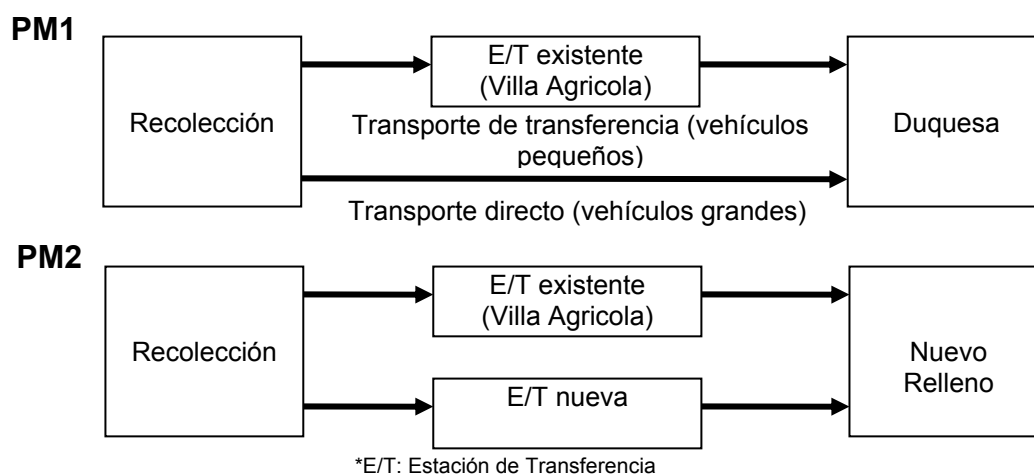 PM1
E/T existente
(Villa Agricola)
Recolección
Transporte de transferencia (vehículos
pequeños)
Duquesa
Transporte directo (vehículos grandes)
PM2
E/T existente
(Villa Agricola)
Recolección
Nuevo
Relleno
E/T nueva
*E/T: Estación de Transferencia